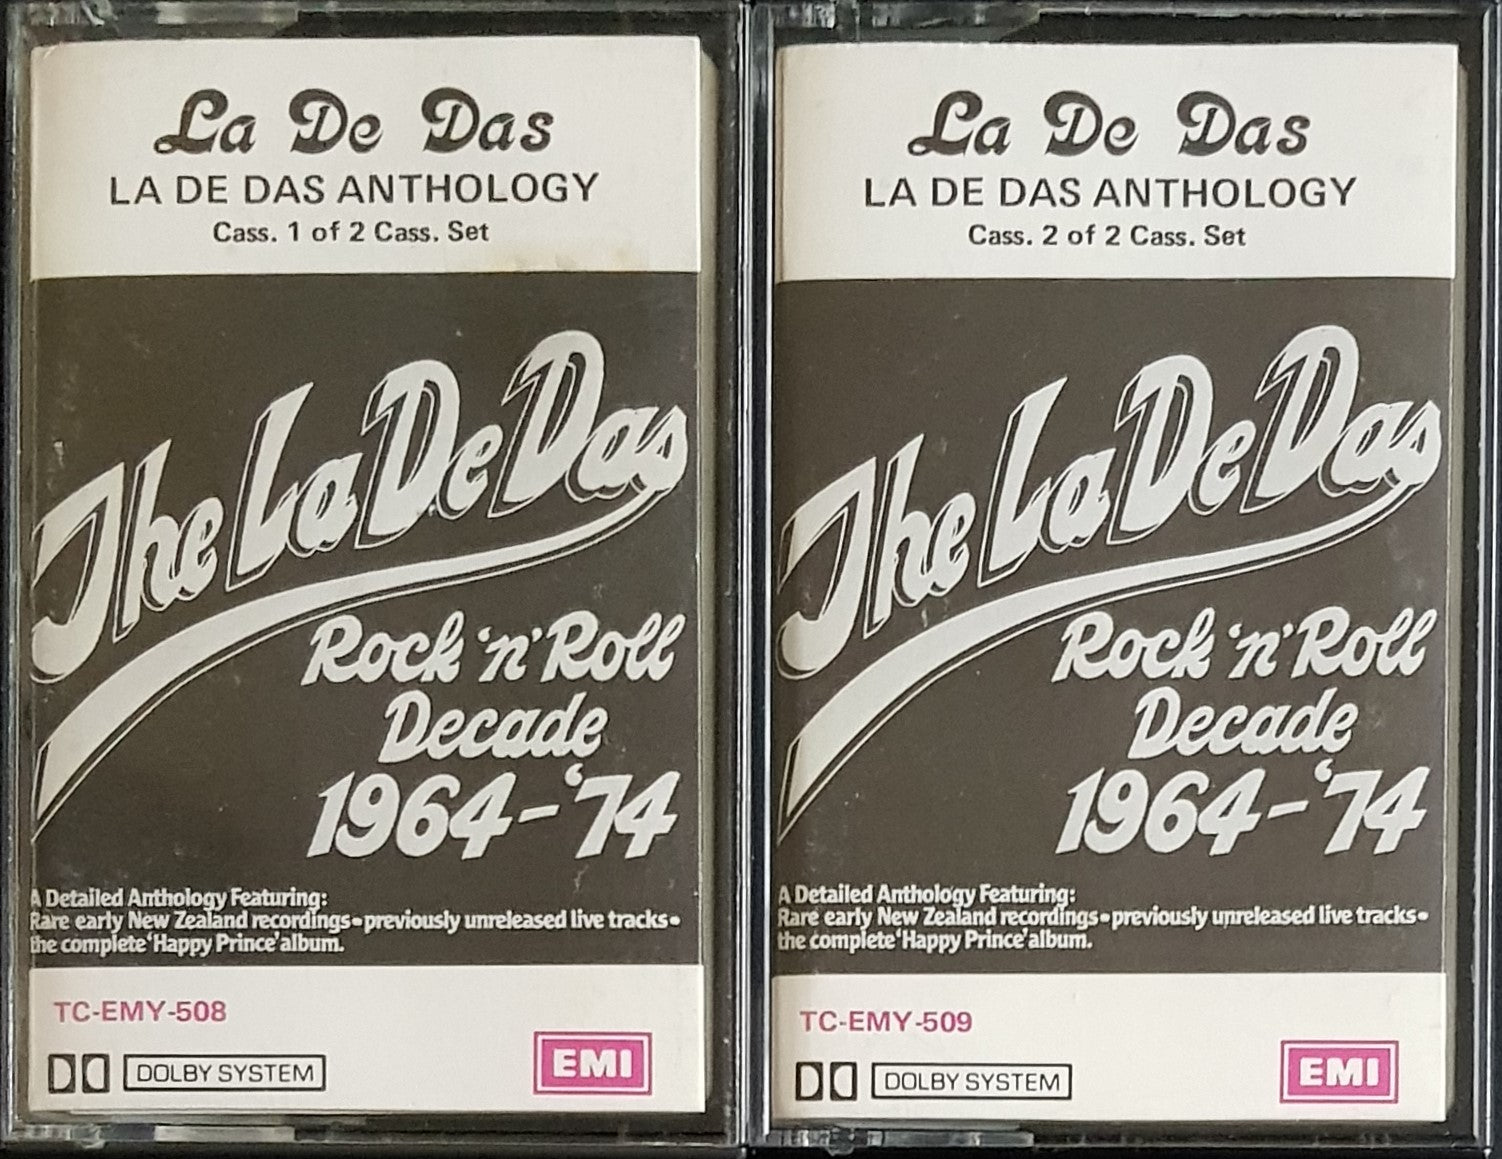 La De Das
LA DE DAS ANTHOLOGY
Cass. 1 of 2 Cass. Set
The La De Das
Rock 'n' Roll
Decade
1964-'74
A Detailed Anthology Featuring:
Rare early New Zealand recordings•previously unreleased live tracks•
the complete 'Happy Prince' album.
TC-EMY-508
DOLBY SYSTEM
EMI
La De Das
LA DE DAS ANTHOLOGY
Cass. 2 of 2 Cass. Set
The La De Das
Rock 'n' Roll
Decade
1964-'74
A Detailed Anthology Featuring:
Rare early New Zealand recordings•previously unreleased live tracks•
the complete 'Happy Prince' album.
TC-EMY-509
DOLBY SYSTEM
EMI